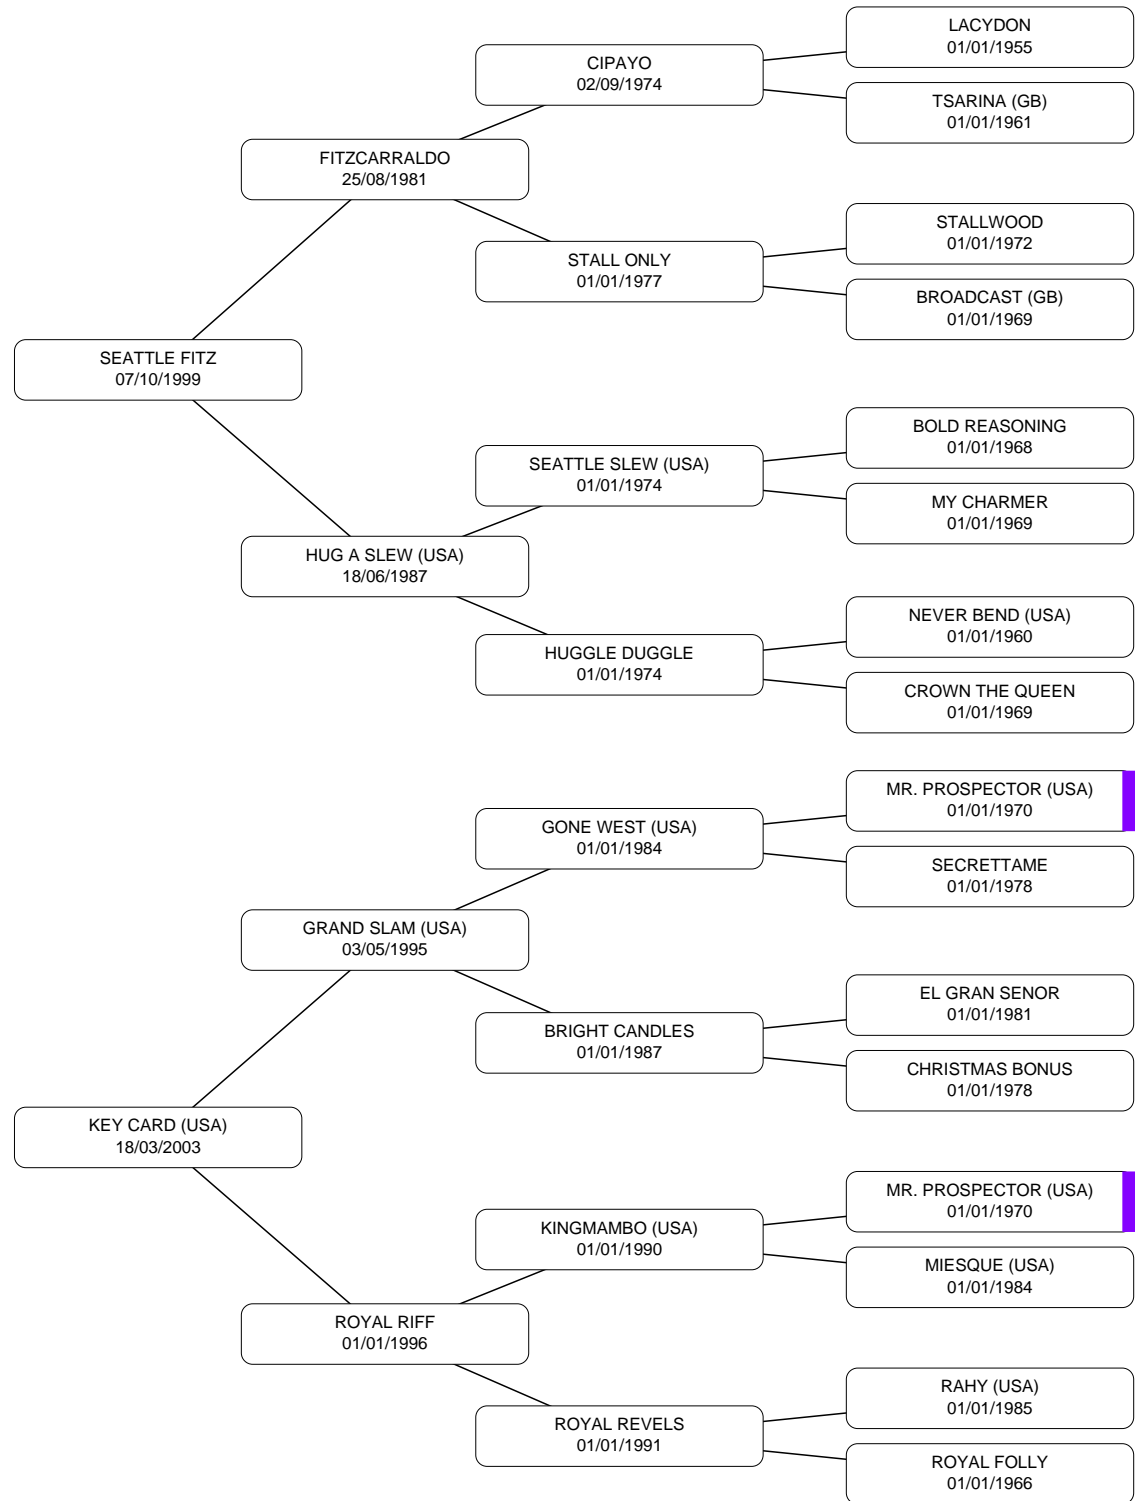 LACYDON
01/01/1955
CIPAYO
02/09/1974
TSARINA (GB)
01/01/1961
FITZCARRALDO
25/08/1981
STALLWOOD
01/01/1972
STALL ONLY
01/01/1977
BROADCAST (GB)
01/01/1969
SEATTLE FITZ
07/10/1999
BOLD REASONING
01/01/1968
SEATTLE SLEW (USA)
01/01/1974
MY CHARMER
01/01/1969
HUG A SLEW (USA)
18/06/1987
NEVER BEND (USA)
01/01/1960
HUGGLE DUGGLE
01/01/1974
CROWN THE QUEEN
01/01/1969
MR. PROSPECTOR (USA)
01/01/1970
GONE WEST (USA)
01/01/1984
SECRETTAME
01/01/1978
GRAND SLAM (USA)
03/05/1995
EL GRAN SENOR
01/01/1981
BRIGHT CANDLES
01/01/1987
CHRISTMAS BONUS
01/01/1978
KEY CARD (USA)
18/03/2003
MR. PROSPECTOR (USA)
01/01/1970
KINGMAMBO (USA)
01/01/1990
MIESQUE (USA)
01/01/1984
ROYAL RIFF
01/01/1996
RAHY (USA)
01/01/1985
ROYAL REVELS
01/01/1991
ROYAL FOLLY
01/01/1966